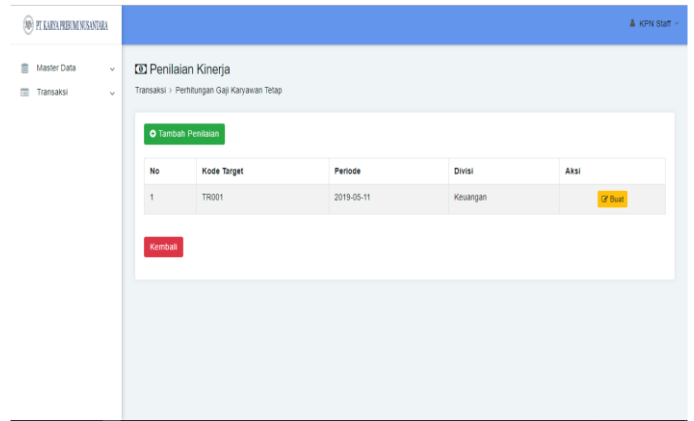 PT. KARYA PRIBUMI NUSANTARA
KPN Staff
Master Data
Transaksi
Penilaian Kinerja
Transaksi > Perhitungan Gaji Karyawan Tetap
Tambah Penilaian
No Kode Target Periode Divisi Aksi
1 TR001 2019-05-11 Keuangan Buat
Kembali